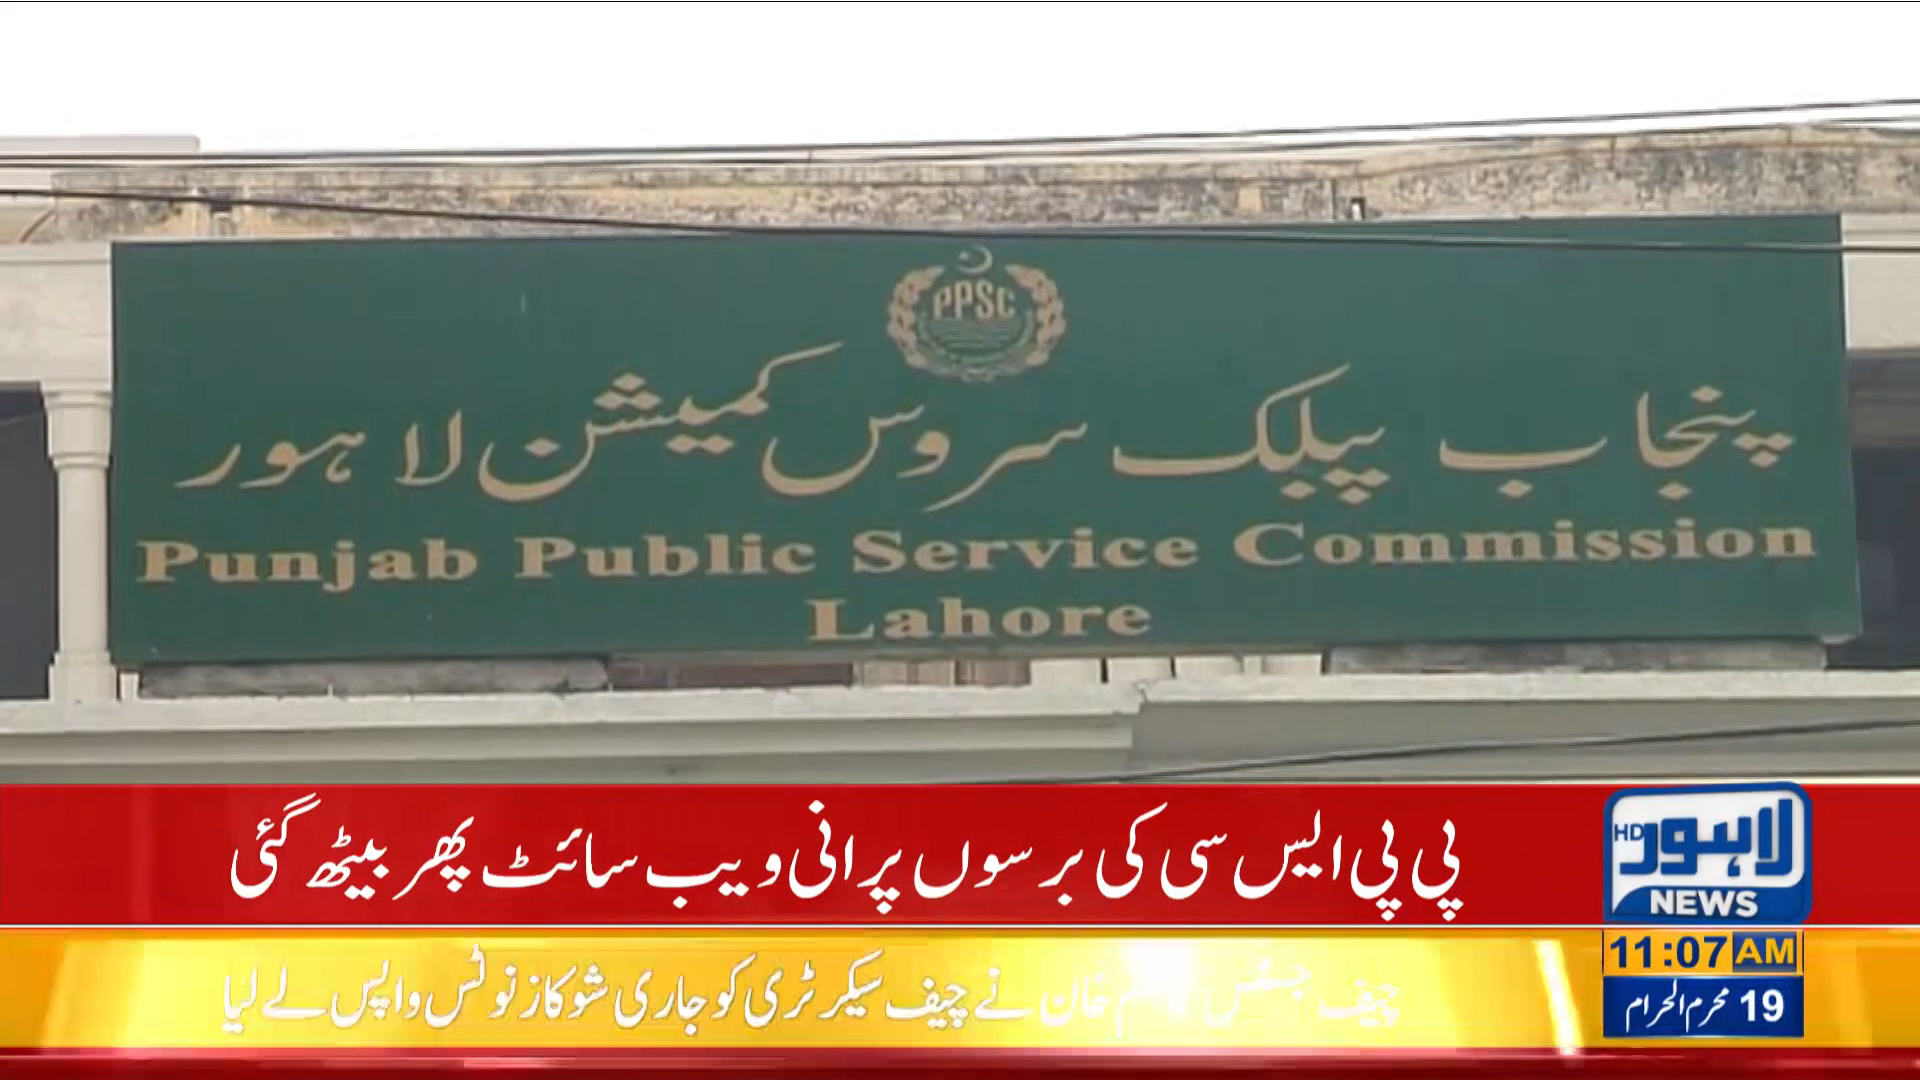 PPSC
پنجاب پبلک سروس کمیشن لاہور
Punjab Public Service Commission
Lahore
پی پی ایس سی کی برسوں پرانی ویب سائٹ پھر بیٹھ گئی
لاہور HD
NEWS
11:07 AM
چیف جسٹس خان نے چیف سیکرٹری کو جاری شوکاز نوٹس واپس لے لیا
19 محرم الحرام